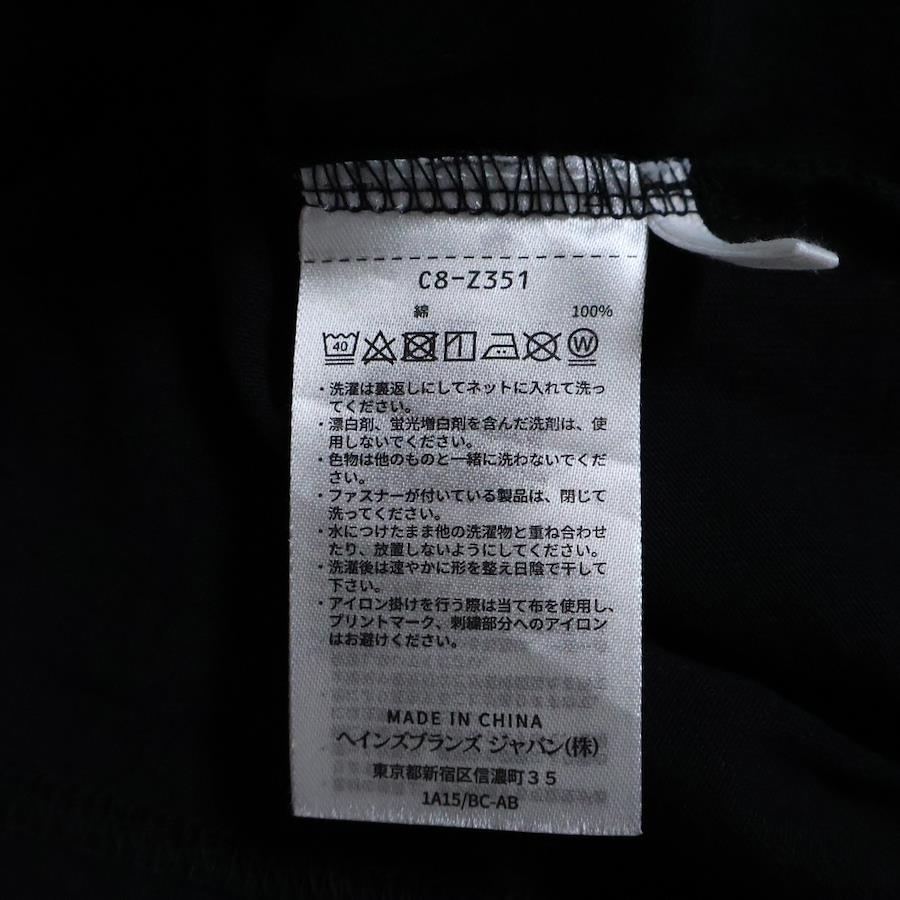 C8-Z351
綿 100%
40 W
・洗濯は裏返しにしてネットに入れて洗っ
てください。
・漂白剤、蛍光増白剤を含んだ洗剤は、使
用しないでください。
・色物は他のものと一緒に洗わないでくだ
さい。
・ファスナーが付いている製品は、閉じて
洗ってください。
・水につけたまま他の洗濯物と重ね合わせ
たり、放置しないようにしてください。
・洗濯後は速やかに形を整え日陰で干して
下さい。
・アイロン掛けを行う際は当て布を使用し、
プリントマーク、刺繍部分へのアイロン
はお避けください。
MADE IN CHINA
ヘインズブランズ ジャパン(株)
東京都新宿区信濃町35
1A15/BC-AB